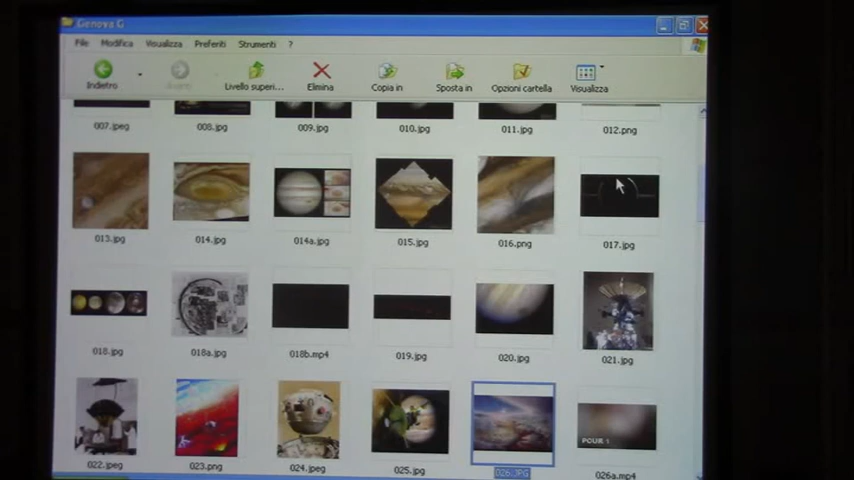 Genova G
File Modifica Visualizza Preferiti Strumenti ?
Indietro Avanti Livello superi... Elimina Copia in Sposta in Opzioni cartella Visualizza
007.jpeg 008.jpg 009.jpg 010.jpg 011.jpg 012.png
013.jpg 014.jpg 014a.jpg 015.jpg 016.png 017.jpg
018.jpg 018a.jpg 018b.mp4 019.jpg 020.jpg 021.jpg
POUR 1
022.jpeg 023.png 024.jpeg 025.jpg 026.JPG 026a.mp4